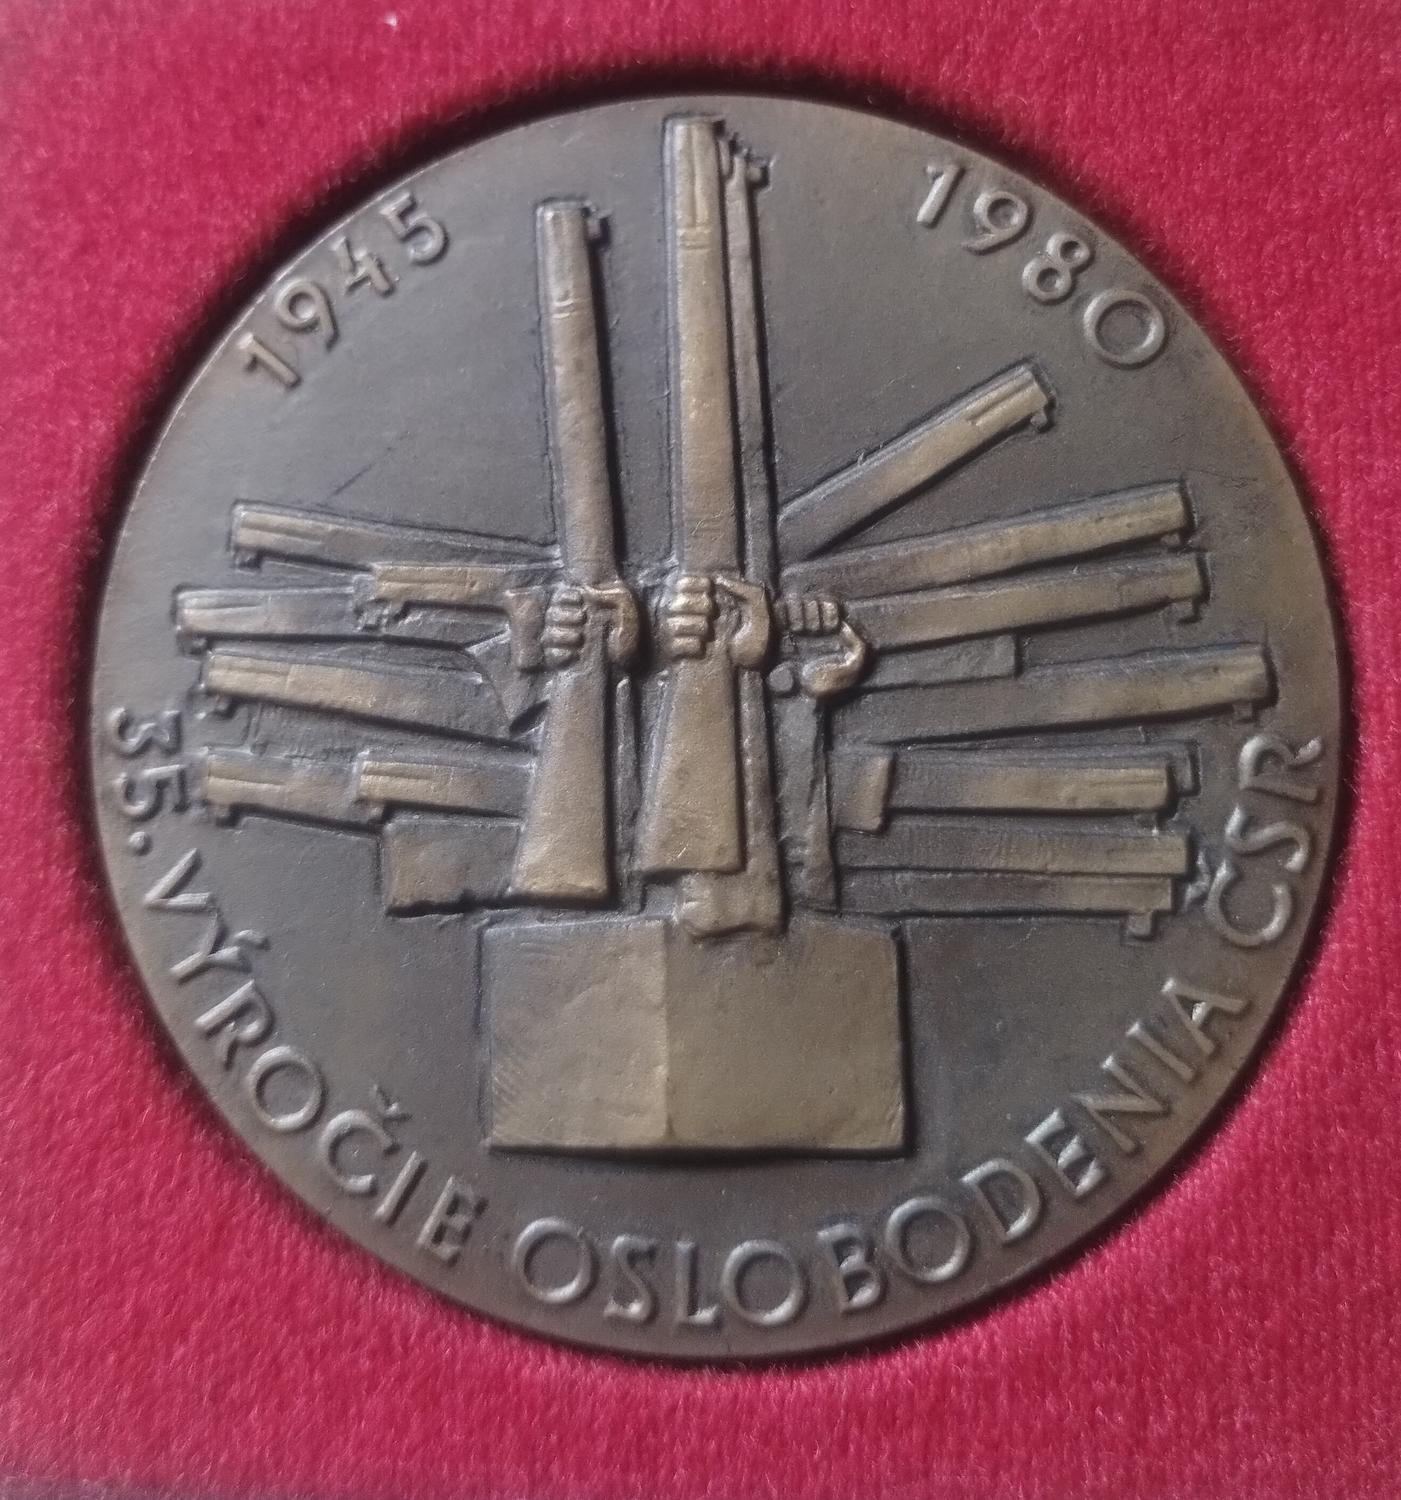 1945
1980
35. VÝROČIE OSLOBODENIA ČSR